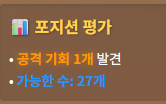 📊 포지션 평가
• 공격 기회 1개 발견
• 가능한 수: 27개